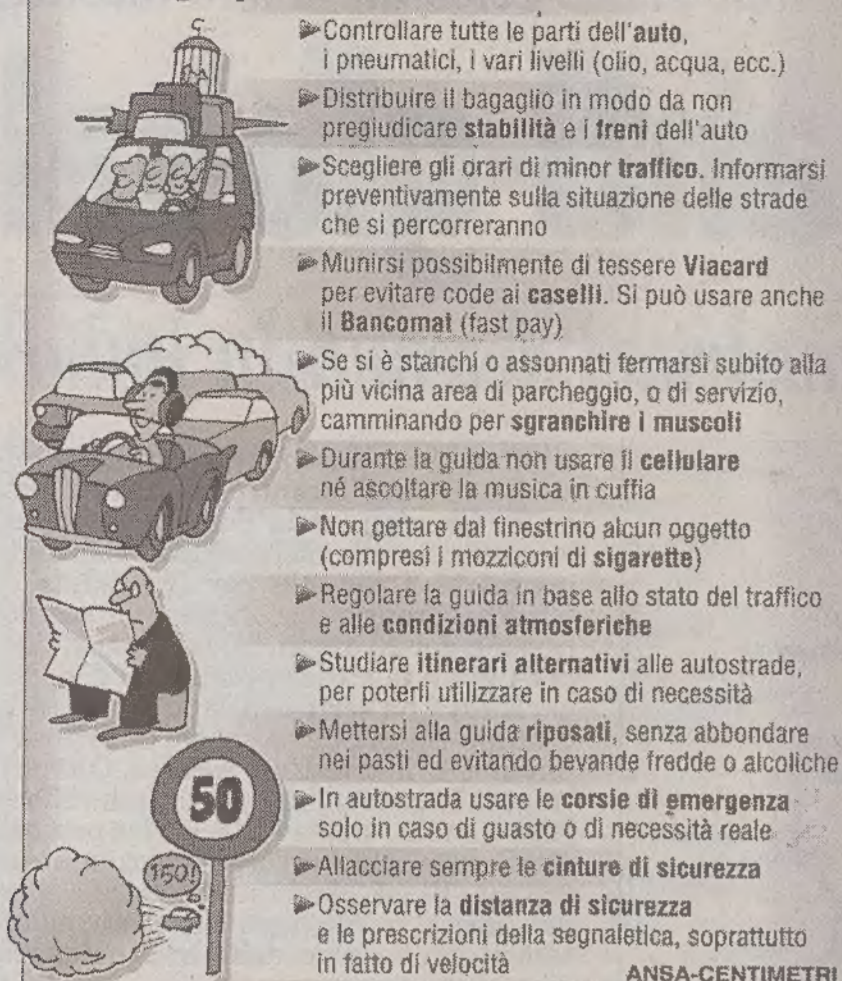 Controllare tutte le parti dell'auto,
i pneumatici, i vari livelli (olio, acqua, ecc.)
Distribuire il bagaglio in modo da non
pregiudicare stabilità e i freni dell'auto
Scegliere gli orari di minor traffico. Informarsi
preventivamente sulla situazione delle strade
che si percorreranno
Munirsi possibilmente di tessere Viacard
per evitare code ai caselli. Si può usare anche
il Bancomat (fast pay)
Se si è stanchi o assonnati fermarsi subito alla
più vicina area di parcheggio, o di servizio,
camminando per sgranchire i muscoli
Durante la guida non usare il cellulare
né ascoltare la musica in cuffia
Non gettare dal finestrino alcun oggetto
(compresi i mozziconi di sigarette)
Regolare la guida in base allo stato del traffico
e alle condizioni atmosferiche
Studiare itinerari alternativi alle autostrade,
per poterli utilizzare in caso di necessità
Mettersi alla guida riposati, senza abbondare
nei pasti ed evitando bevande fredde o alcoliche
50
In autostrada usare le corsie di emergenza
solo in caso di guasto o di necessità reale
150!
Allacciare sempre le cinture di sicurezza
Osservare la distanza di sicurezza
e le prescrizioni della segnaletica, soprattutto
in fatto di velocità
ANSA-CENTIMETRI